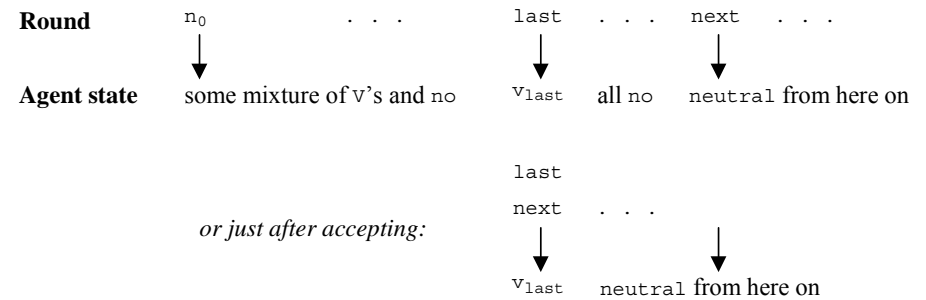 Round n0 . . . last . . . next . . .
Agent state some mixture of v's and no vlast all no neutral from here on
last
next . . .
or just after accepting:
vlast neutral from here on